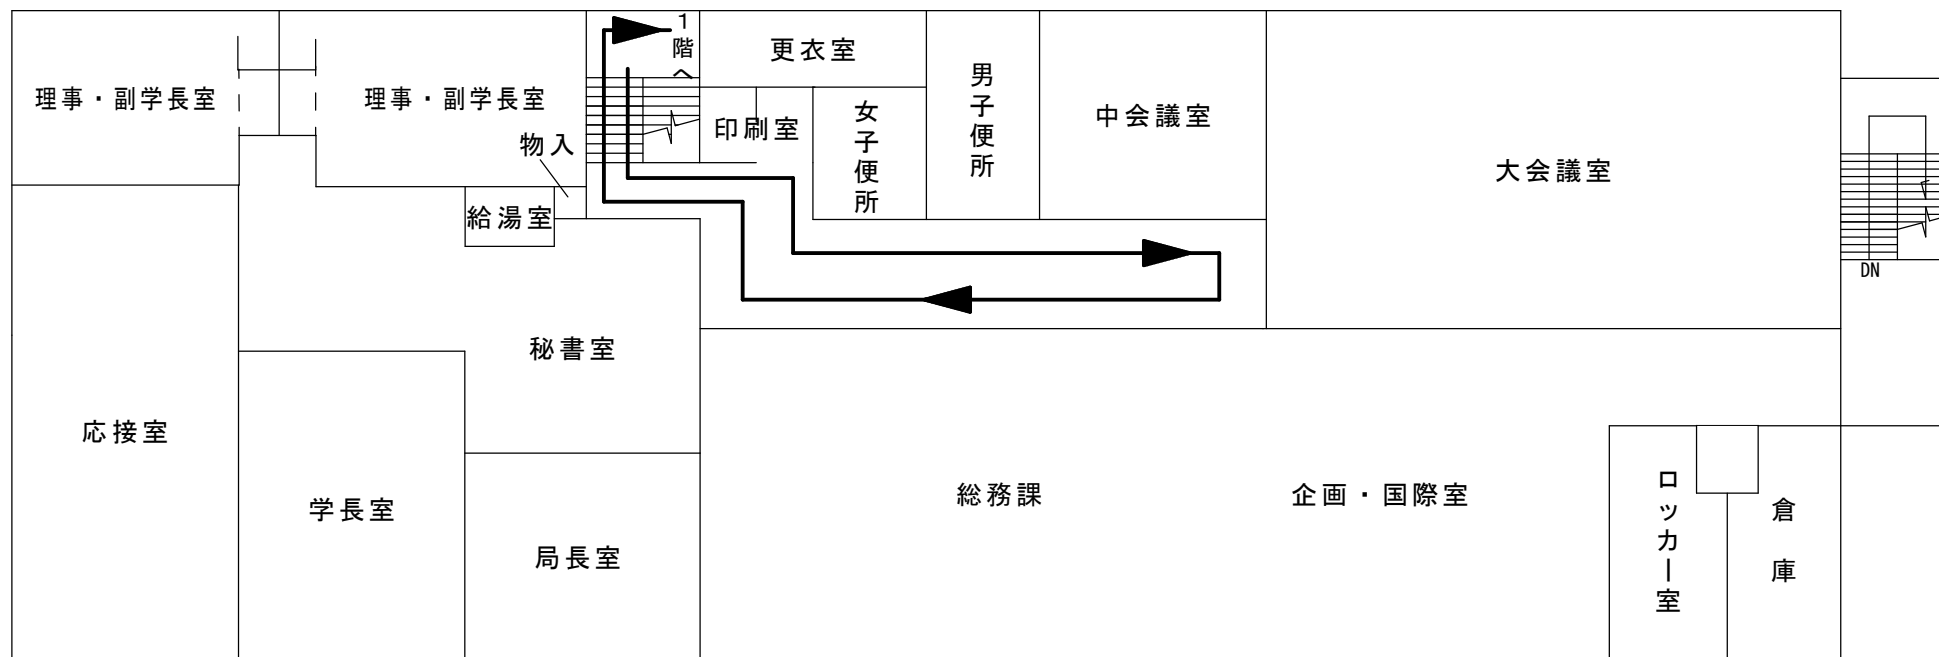 1階へ
更衣室
男子便所
理事・副学長室
理事・副学長室
中会議室
女子便所
印刷室
物入
大会議室
給湯室
DN
秘書室
応接室
総務課
企画・国際室
ロッカー室
倉庫
学長室
局長室